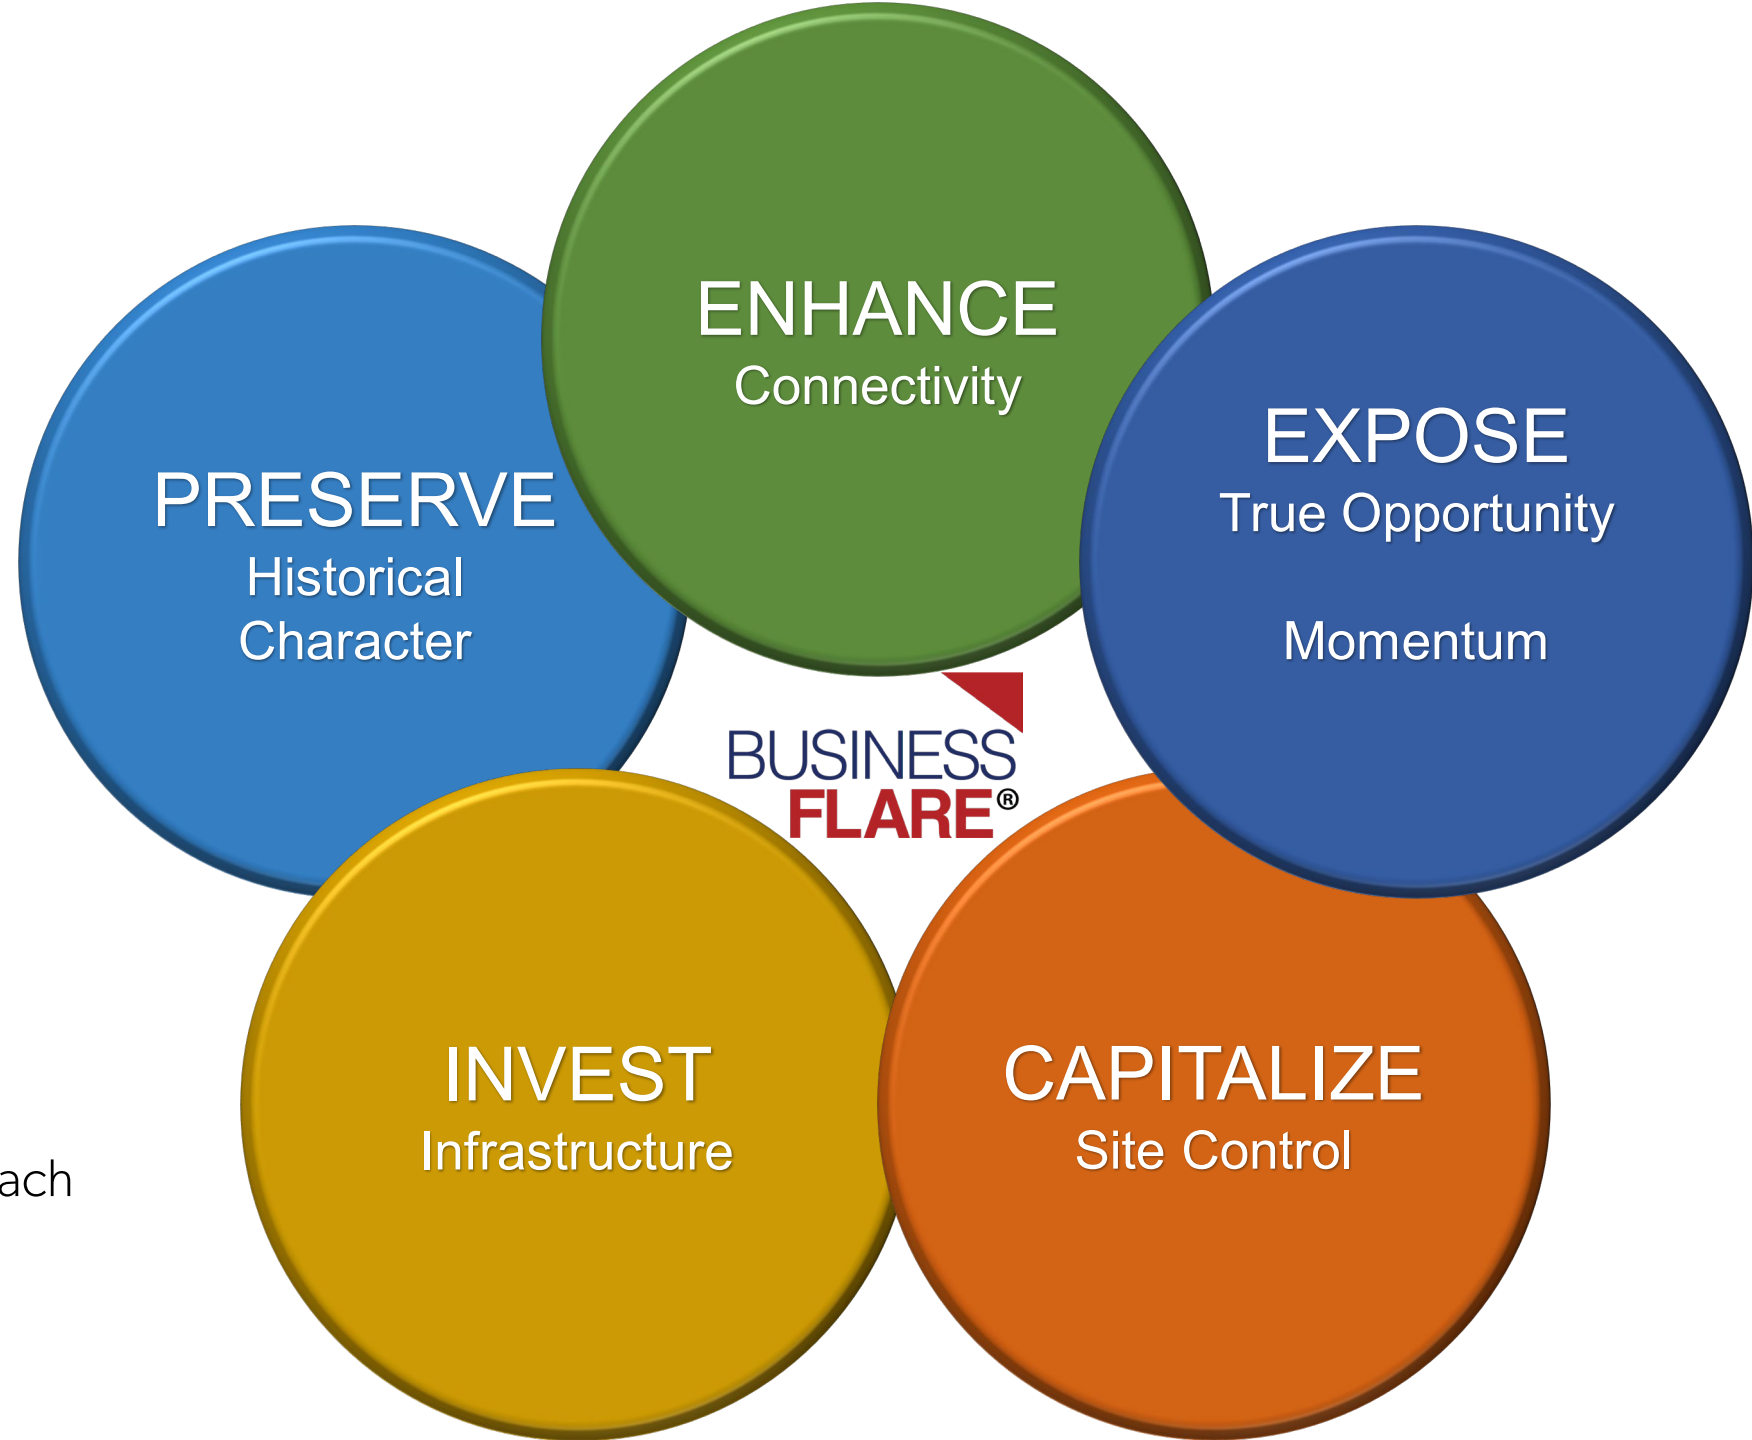 ENHANCE
Connectivity
EXPOSE
True Opportunity
Momentum
PRESERVE
Historical
Character
BUSINESS
FLARE®
INVEST
Infrastructure
CAPITALIZE
Site Control
ach